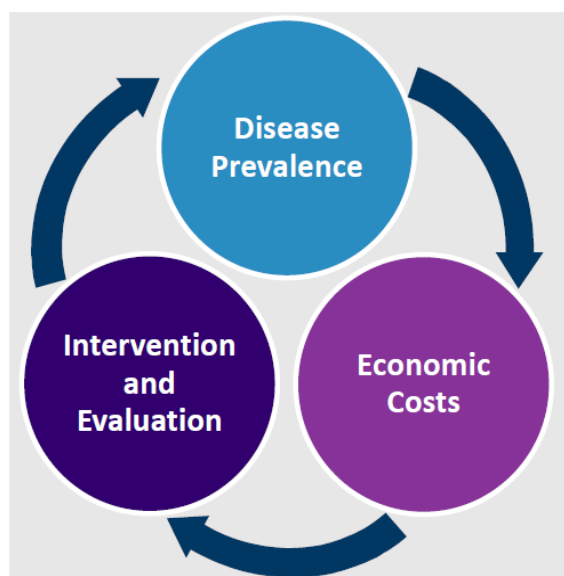 Disease
Prevalence
Economic
Costs
Intervention
and
Evaluation